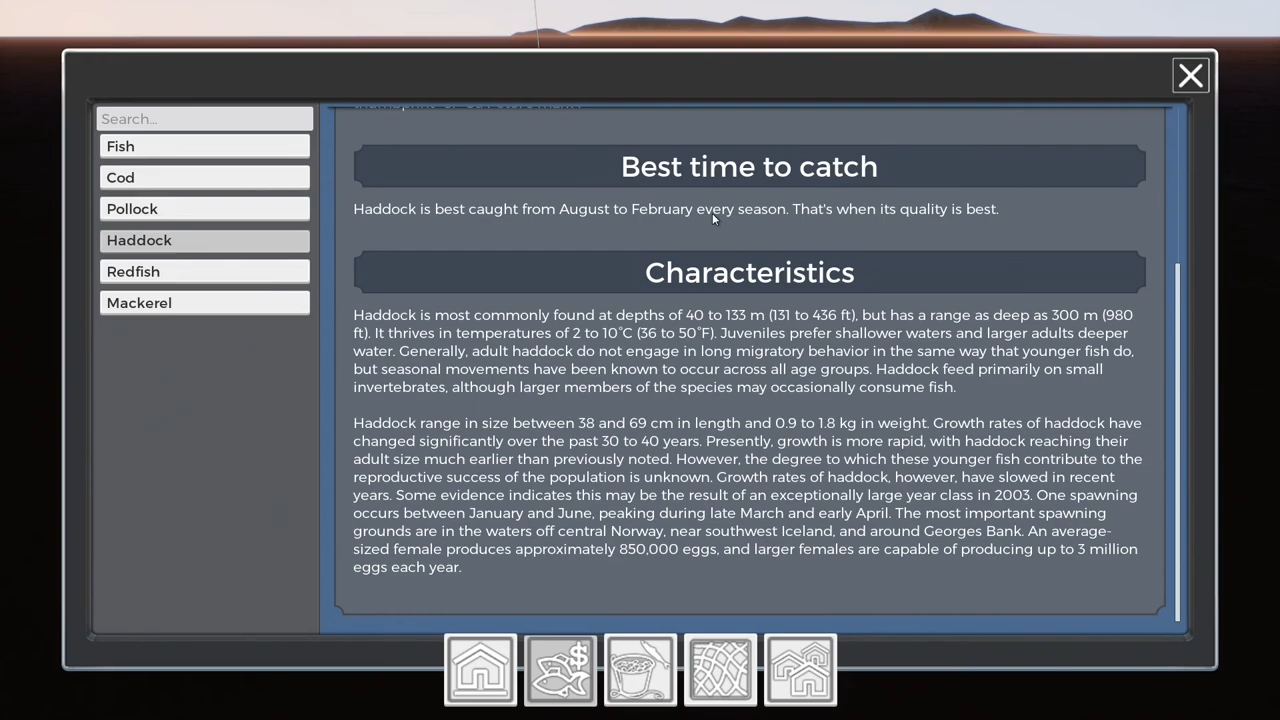 Search...
Fish
Cod
Pollock
Haddock
Redfish
Mackerel
Best time to catch
Haddock is best caught from August to February every season. That's when its quality is best.
Characteristics
Haddock is most commonly found at depths of 40 to 133 m (131 to 436 ft), but has a range as deep as 300 m (980
ft). It thrives in temperatures of 2 to 10°C (36 to 50°F). Juveniles prefer shallower waters and larger adults deeper
water. Generally, adult haddock do not engage in long migratory behavior in the same way that younger fish do,
but seasonal movements have been known to occur across all age groups. Haddock feed primarily on small
invertebrates, although larger members of the species may occasionally consume fish.
Haddock range in size between 38 and 69 cm in length and 0.9 to 1.8 kg in weight. Growth rates of haddock have
changed significantly over the past 30 to 40 years. Presently, growth is more rapid, with haddock reaching their
adult size much earlier than previously noted. However, the degree to which these younger fish contribute to the
reproductive success of the population is unknown. Growth rates of haddock, however, have slowed in recent
years. Some evidence indicates this may be the result of an exceptionally large year class in 2003. One spawning
occurs between January and June, peaking during late March and early April. The most important spawning
grounds are in the waters off central Norway, near southwest Iceland, and around Georges Bank. An average-
sized female produces approximately 850,000 eggs, and larger females are capable of producing up to 3 million
eggs each year.
$